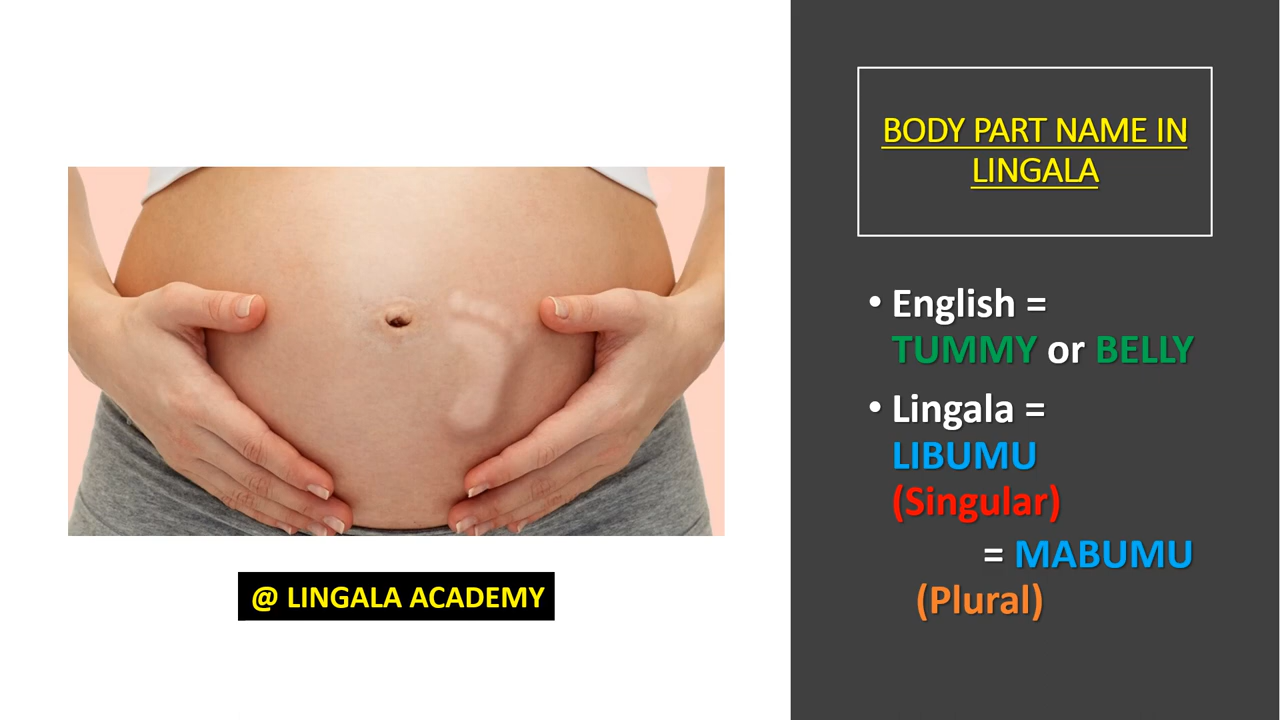 BODY PART NAME IN
LINGALA
• English =
TUMMY or BELLY
• Lingala =
LIBUMU
(Singular)
= MABUMU
(Plural)
@ LINGALA ACADEMY